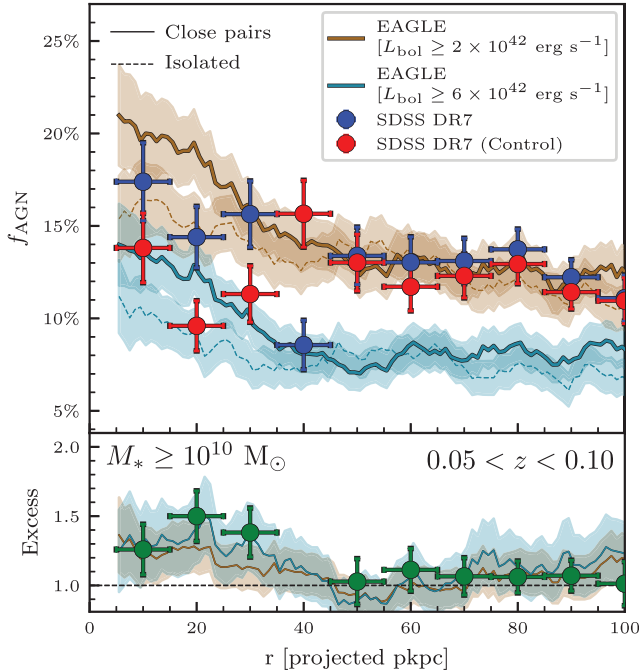 25%
20%
15%
10%
5%
f_AGN
Close pairs
Isolated
EAGLE
[L_bol ≥ 2 × 10^42 erg s^−1]
EAGLE
[L_bol ≥ 6 × 10^42 erg s^−1]
SDSS DR7
SDSS DR7 (Control)
2.0
1.5
1.0
Excess
M_* ≥ 10^10 M_⊙
0.05 < z < 0.10
0 20 40 60 80 100
r [projected pkpc]